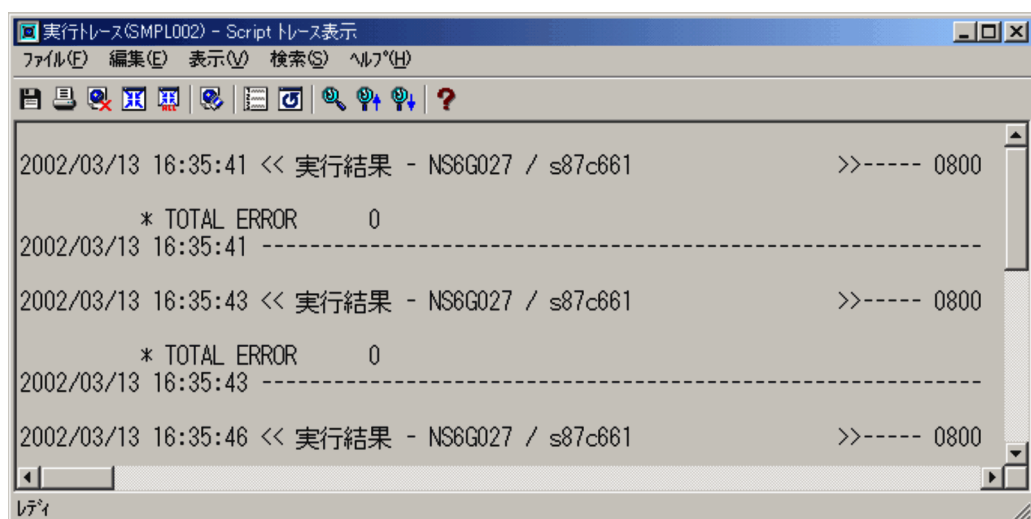 実行トレース(SMPL002) - Script トレース表示
ファイル(F) 編集(E) 表示(V) 検索(S) ヘルプ(H)
ALL
2002/03/13 16:35:41 << 実行結果 - NS6G027 / s87c661 >>----- 0800
* TOTAL ERROR 0
2002/03/13 16:35:41 ------------------------------------------------------------
2002/03/13 16:35:43 << 実行結果 - NS6G027 / s87c661 >>----- 0800
* TOTAL ERROR 0
2002/03/13 16:35:43 ------------------------------------------------------------
2002/03/13 16:35:46 << 実行結果 - NS6G027 / s87c661 >>----- 0800
レディ